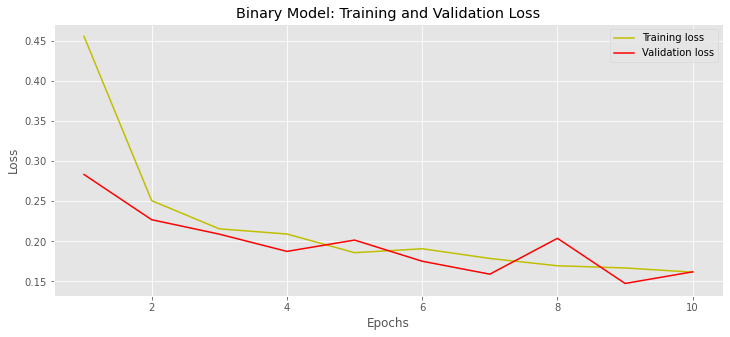 Binary Model: Training and Validation Loss
Training loss
Validation loss
0.45
0.40
0.35
0.30
0.25
0.20
0.15
Loss
2
4
6
8
10
Epochs